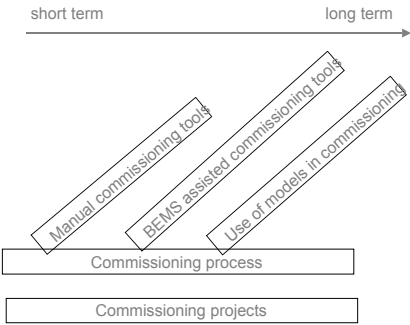 short term
long term
Manual commissioning tools
BEMS assisted commissioning tools
Use of models in commissioning
Commissioning process
Commissioning projects